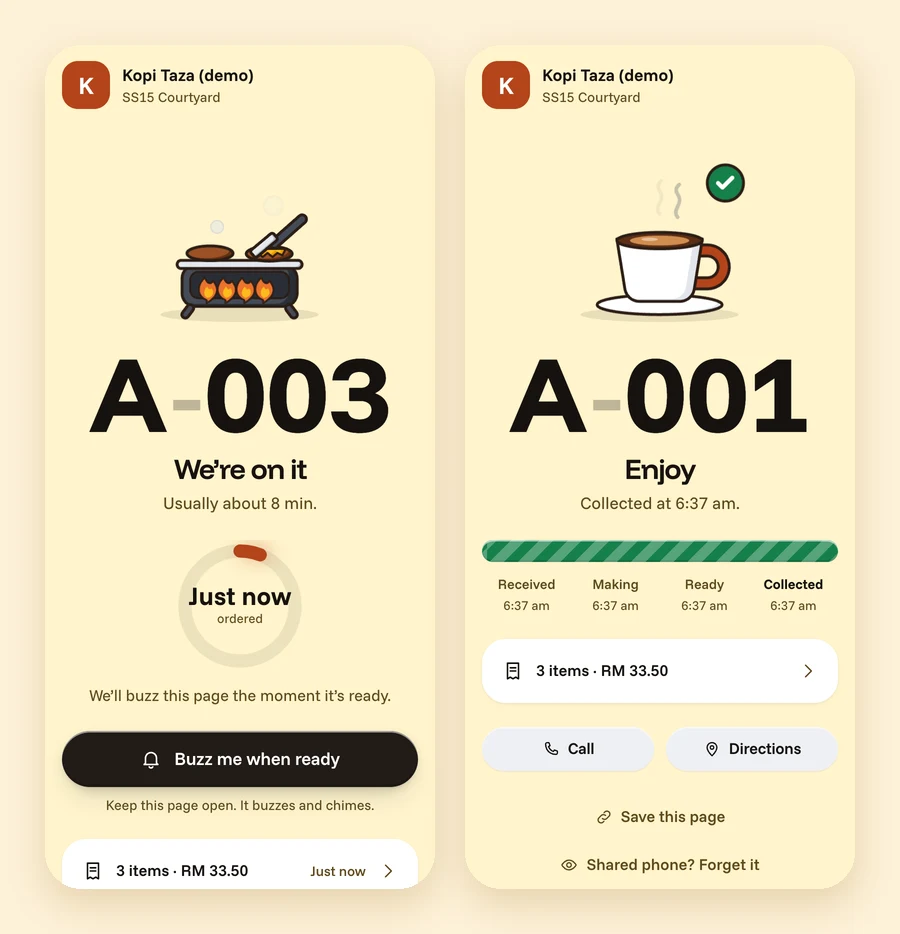 K
Kopi Taza (demo)
SS15 Courtyard
A-003
We’re on it
Usually about 8 min.
Just now
ordered
We’ll buzz this page the moment it’s ready.
Buzz me when ready
Keep this page open. It buzzes and chimes.
3 items · RM 33.50 Just now
K
Kopi Taza (demo)
SS15 Courtyard
A-001
Enjoy
Collected at 6:37 am.
Received Making Ready Collected
6:37 am 6:37 am 6:37 am 6:37 am
3 items · RM 33.50
Call Directions
Save this page
Shared phone? Forget it